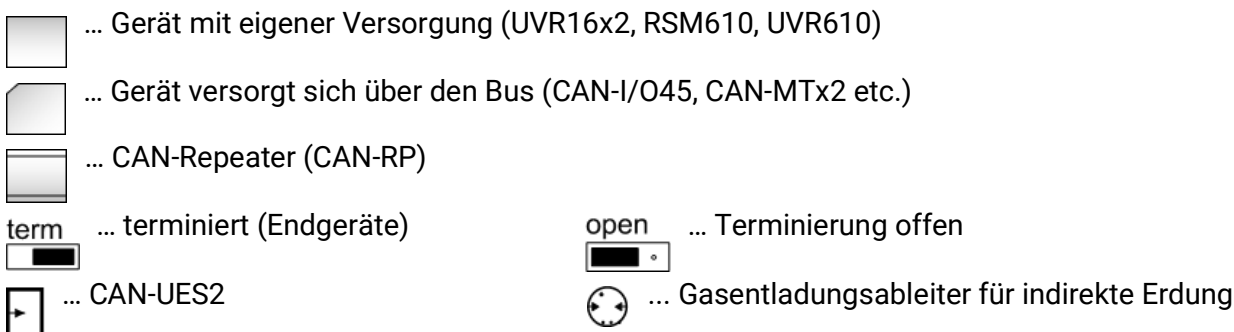 … Gerät mit eigener Versorgung (UVR16x2, RSM610, UVR610)
… Gerät versorgt sich über den Bus (CAN-I/O45, CAN-MTx2 etc.)
… CAN-Repeater (CAN-RP)
term … terminiert (Endgeräte) open … Terminierung offen
… CAN-UES2 ... Gasentladungsableiter für indirekte Erdung